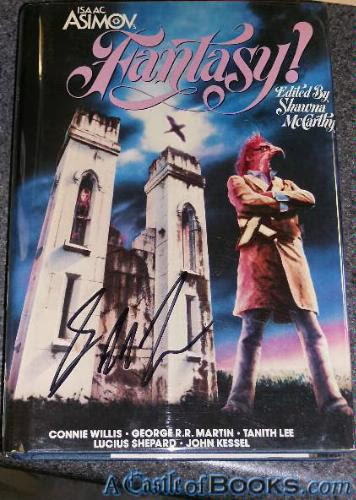 ISAAC
ASIMOV
Fantasy!
Edited By
Shawna
McCarthy
CONNIE WILLIS • GEORGE R.R. MARTIN • TANITH LEE
LUCIUS SHEPARD • JOHN KESSEL
A Castle of BOOKS.com